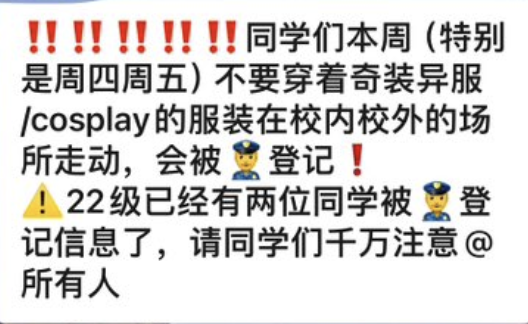 ‼️‼️‼️‼️‼️同学们本周（特别
是周四周五）不要穿着奇装异服
/cosplay的服装在校内校外的场
所走动，会被👮登记❗
⚠️22级已经有两位同学被👮登
记信息了，请同学们千万注意@
所有人